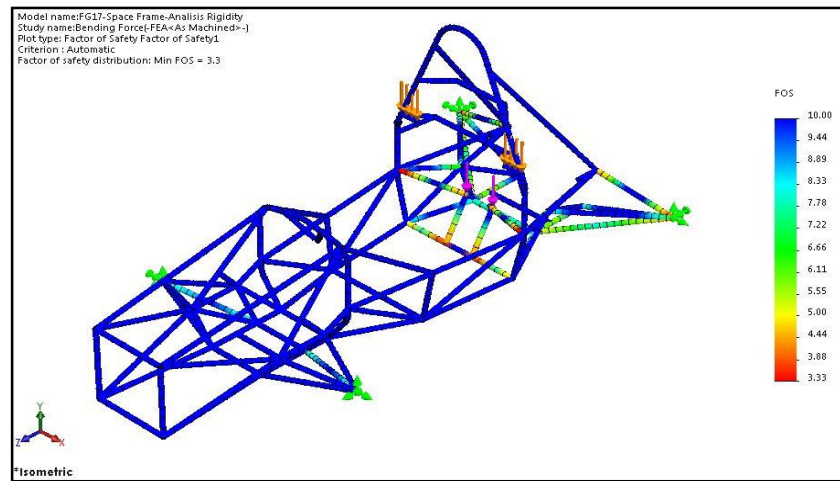 Model name:FG17-Space Frame-Analisis Rigidity
Study name:Bending Force(-FEA<As Machined>-)
Plot type: Factor of Safety Factor of Safety1
Criterion : Automatic
Factor of safety distribution: Min FOS = 3.3
FOS
10.00
9.44
8.89
8.33
7.78
7.22
6.66
6.11
5.55
5.00
4.44
3.88
3.33
Y
Z
X
*Isometric